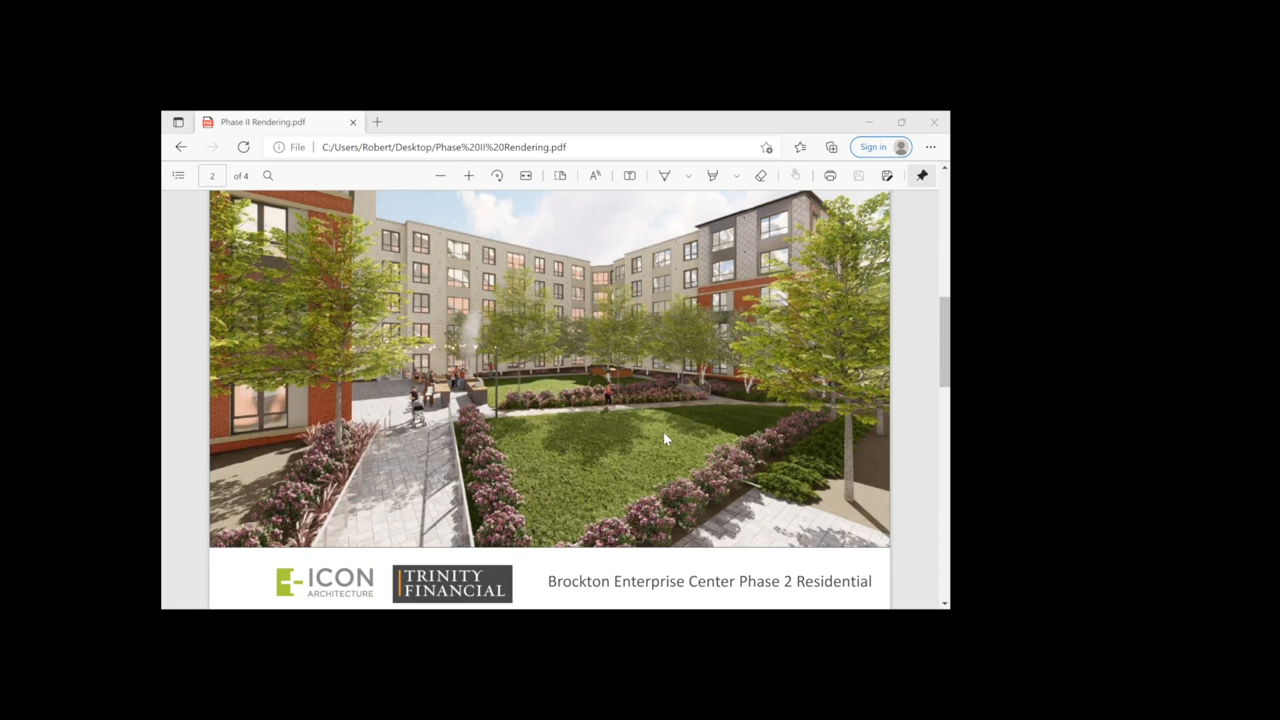 Phase II Rendering.pdf
File
C:/Users/Robert/Desktop/Phase%20II%20Rendering.pdf
Sign in
2 of 4
ICON
ARCHITECTURE
TRINITY
FINANCIAL
Brockton Enterprise Center Phase 2 Residential